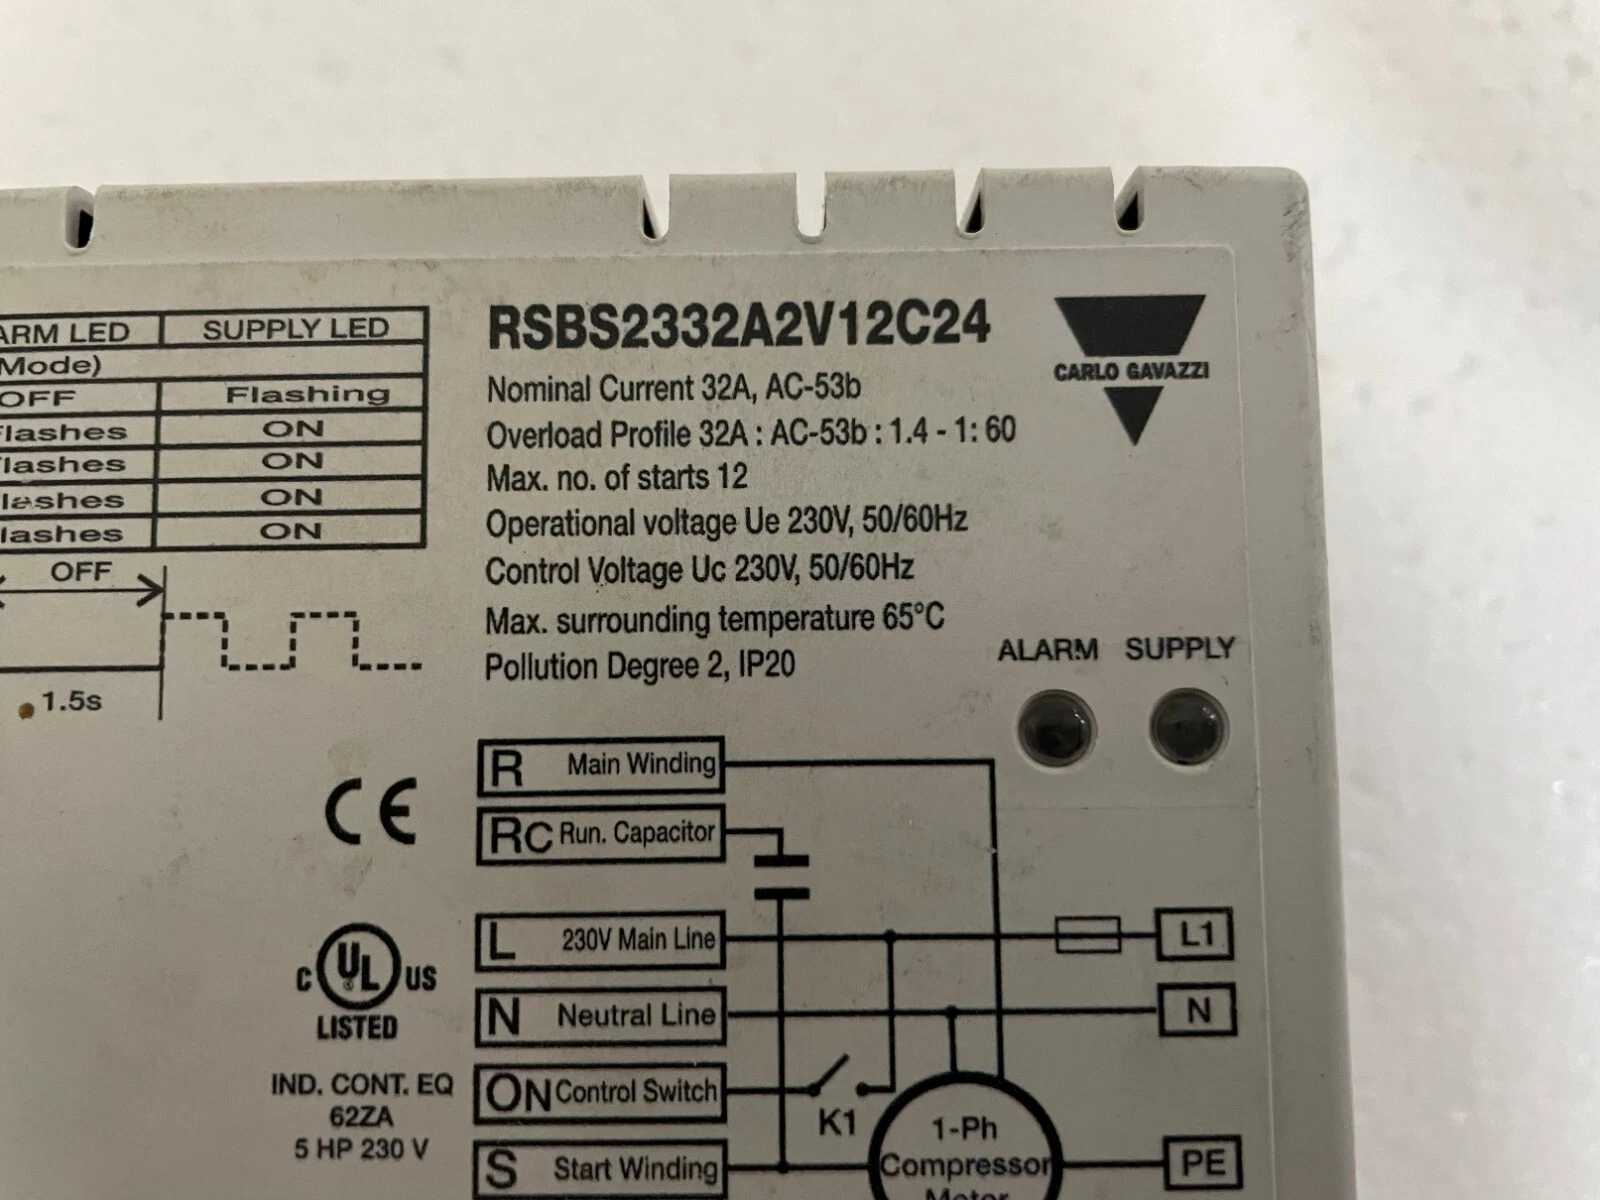 ARM LED SUPPLY LED
Mode)
OFF Flashing
lashes ON
lashes ON
lashes ON
lashes ON
OFF
1.5s
RSBS2332A2V12C24
Nominal Current 32A, AC-53b
Overload Profile 32A : AC-53b : 1.4 - 1: 60
Max. no. of starts 12
Operational voltage Ue 230V, 50/60Hz
Control Voltage Uc 230V, 50/60Hz
Max. surrounding temperature 65°C
Pollution Degree 2, IP20
CARLO GAVAZZI
ALARM SUPPLY
CE
C UL ® US
LISTED
IND. CONT. EQ
62ZA
5 HP 230 V
R Main Winding
RC Run. Capacitor
L 230V Main Line
L1
N Neutral Line
N
ON Control Switch
K1
S Start Winding
1-Ph
Compressor
Motor
PE